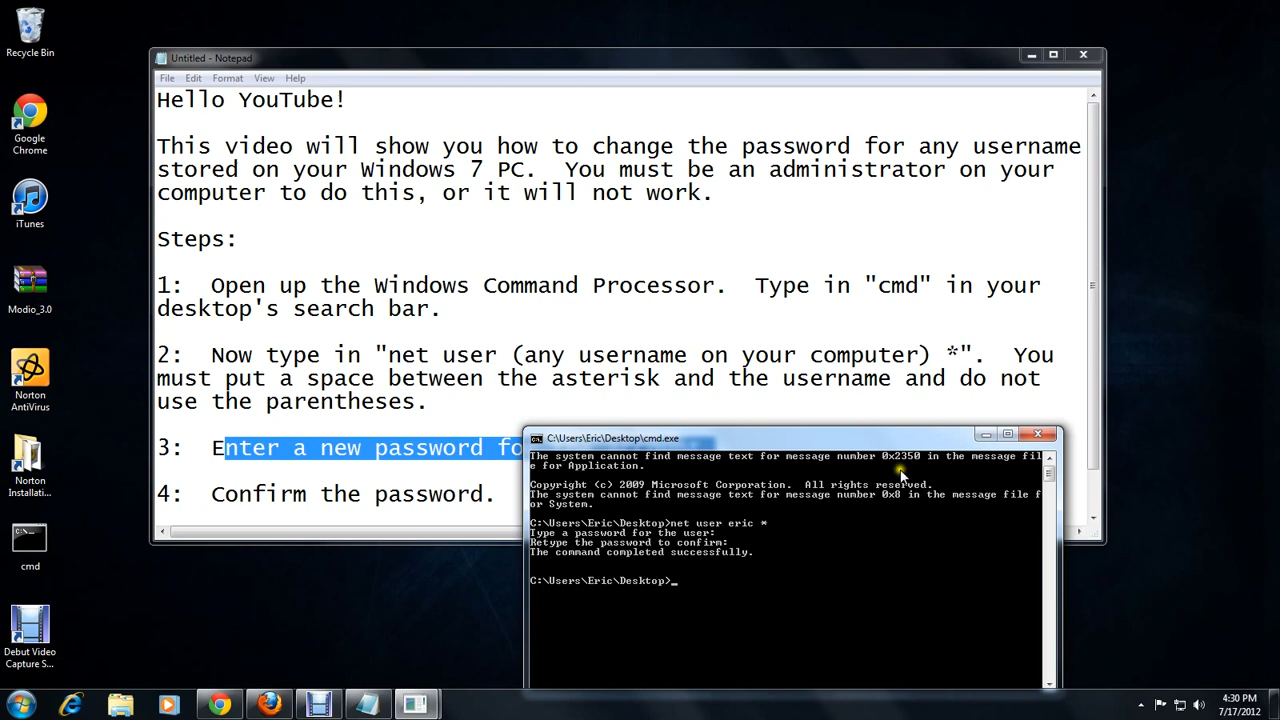 Recycle Bin
Google
Chrome
iTunes
Modio_3.0
Norton
AntiVirus
Norton
Installati...
C:\_
cmd
Debut Video
Capture S...
Untitled - Notepad
File Edit Format View Help
Hello YouTube!
This video will show you how to change the password for any username
stored on your Windows 7 PC.  You must be an administrator on your
computer to do this, or it will not work.
Steps:
1:  Open up the Windows Command Processor.  Type in "cmd" in your
desktop's search bar.
2:  Now type in "net user (any username on your computer) *".  You
must put a space between the asterisk and the username and do not
use the parentheses.
3:  Enter a new password fo
4:  Confirm the password.
C:\Users\Eric\Desktop\cmd.exe
The system cannot find message text for message number 0x2350 in the message fil
e for Application.
Copyright (c) 2009 Microsoft Corporation.  All rights reserved.
The system cannot find message text for message number 0x8 in the message file f
or System.
C:\Users\Eric\Desktop>net user eric *
Type a password for the user:
Retype the password to confirm:
The command completed successfully.
C:\Users\Eric\Desktop>_
4:30 PM
7/17/2012